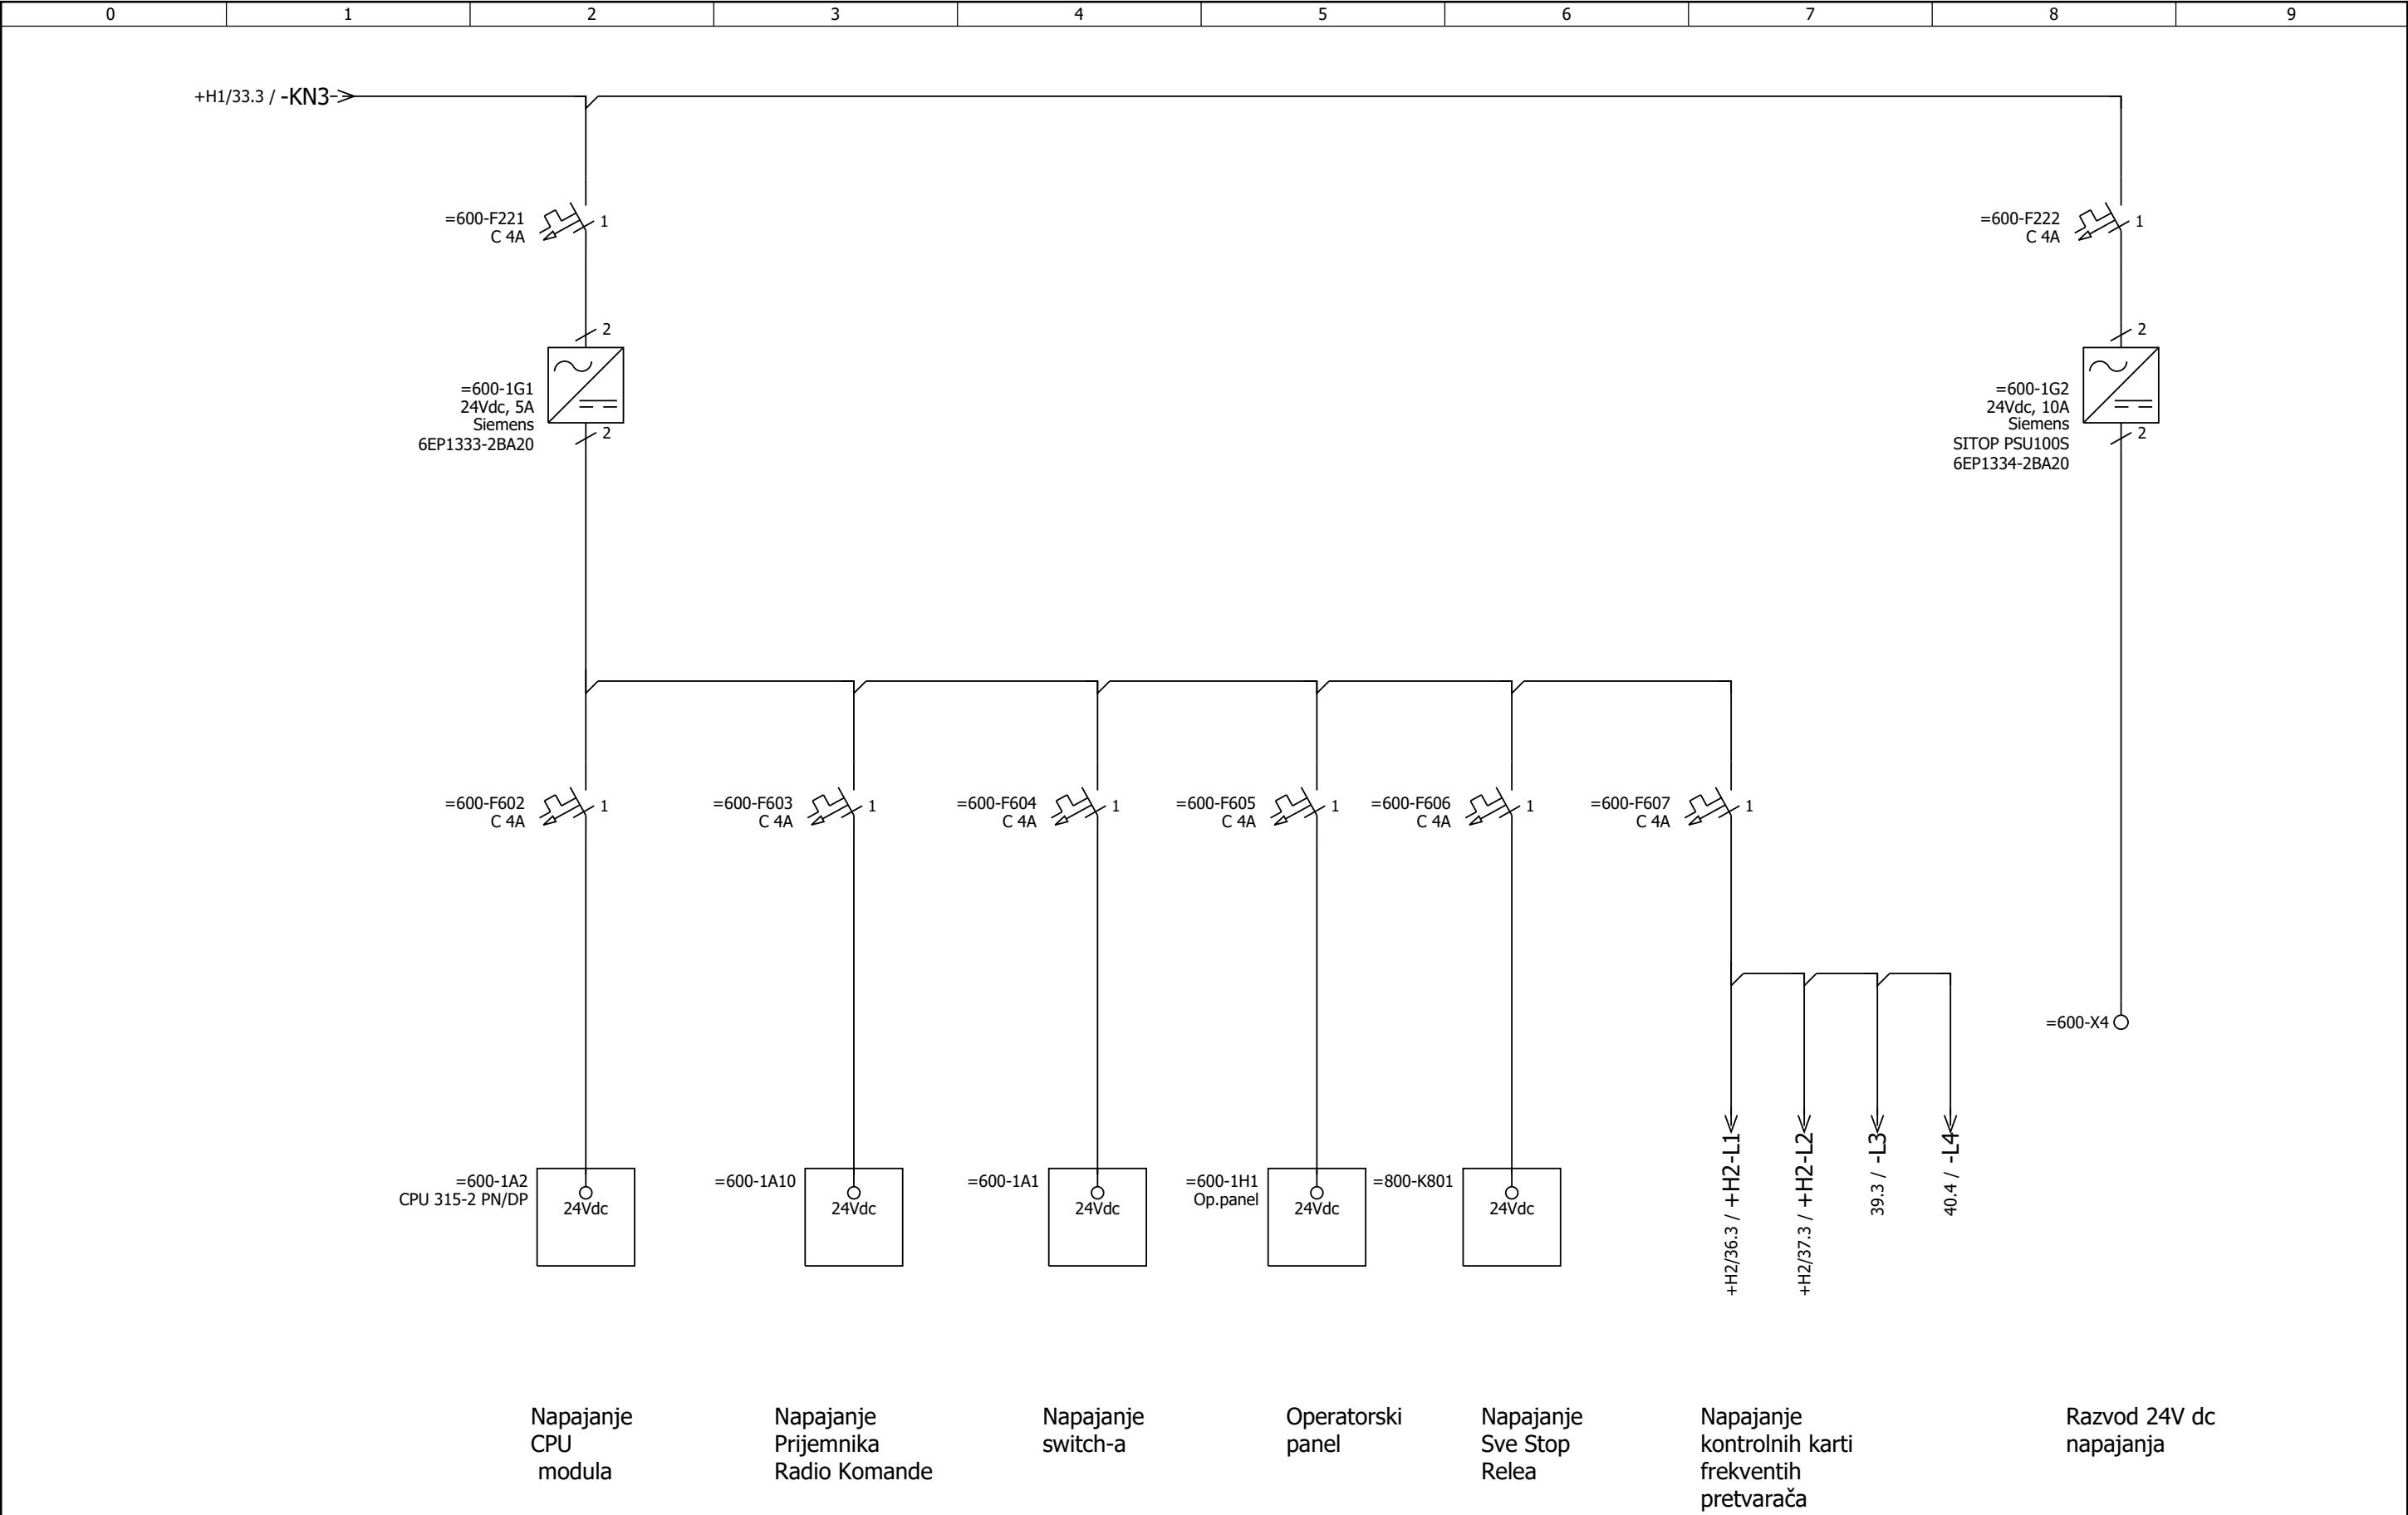 0 1 2 3 4 5 6 7 8 9
+H1/33.3 / -KN3
=600-F221
C 4A
1
=600-F222
C 4A
1
2
=600-1G1
24Vdc, 5A
Siemens
6EP1333-2BA20
2
2
=600-1G2
24Vdc, 10A
Siemens
SITOP PSU100S
6EP1334-2BA20
2
=600-F602
C 4A
1
=600-F603
C 4A
1
=600-F604
C 4A
1
=600-F605
C 4A
1
=600-F606
C 4A
1
=600-F607
C 4A
1
=600-X4
=600-1A2
CPU 315-2 PN/DP
24Vdc
=600-1A10
24Vdc
=600-1A1
24Vdc
=600-1H1
Op.panel
24Vdc
=800-K801
24Vdc
+H2/36.3 / +H2-L1
+H2/37.3 / +H2-L2
39.3 / -L3
40.4 / -L4
Napajanje
CPU
modula
Napajanje
Prijemnika
Radio Komande
Napajanje
switch-a
Operatorski
panel
Napajanje
Sve Stop
Relea
Napajanje
kontrolnih karti
frekventih
pretvarača
Razvod 24V dc
napajanja